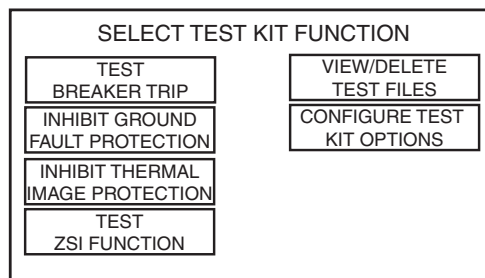 SELECT TEST KIT FUNCTION
TEST
BREAKER TRIP
INHIBIT GROUND
FAULT PROTECTION
INHIBIT THERMAL
IMAGE PROTECTION
TEST
ZSI FUNCTION
VIEW/DELETE
TEST FILES
CONFIGURE TEST
KIT OPTIONS